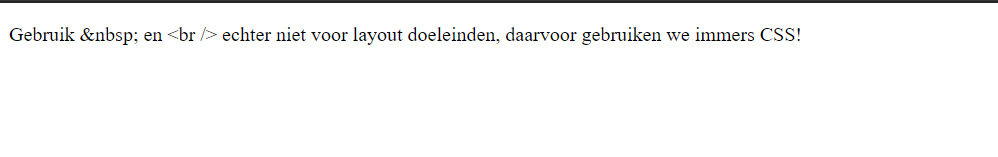 Gebruik &nbsp; en <br /> echter niet voor layout doeleinden, daarvoor gebruiken we immers CSS!